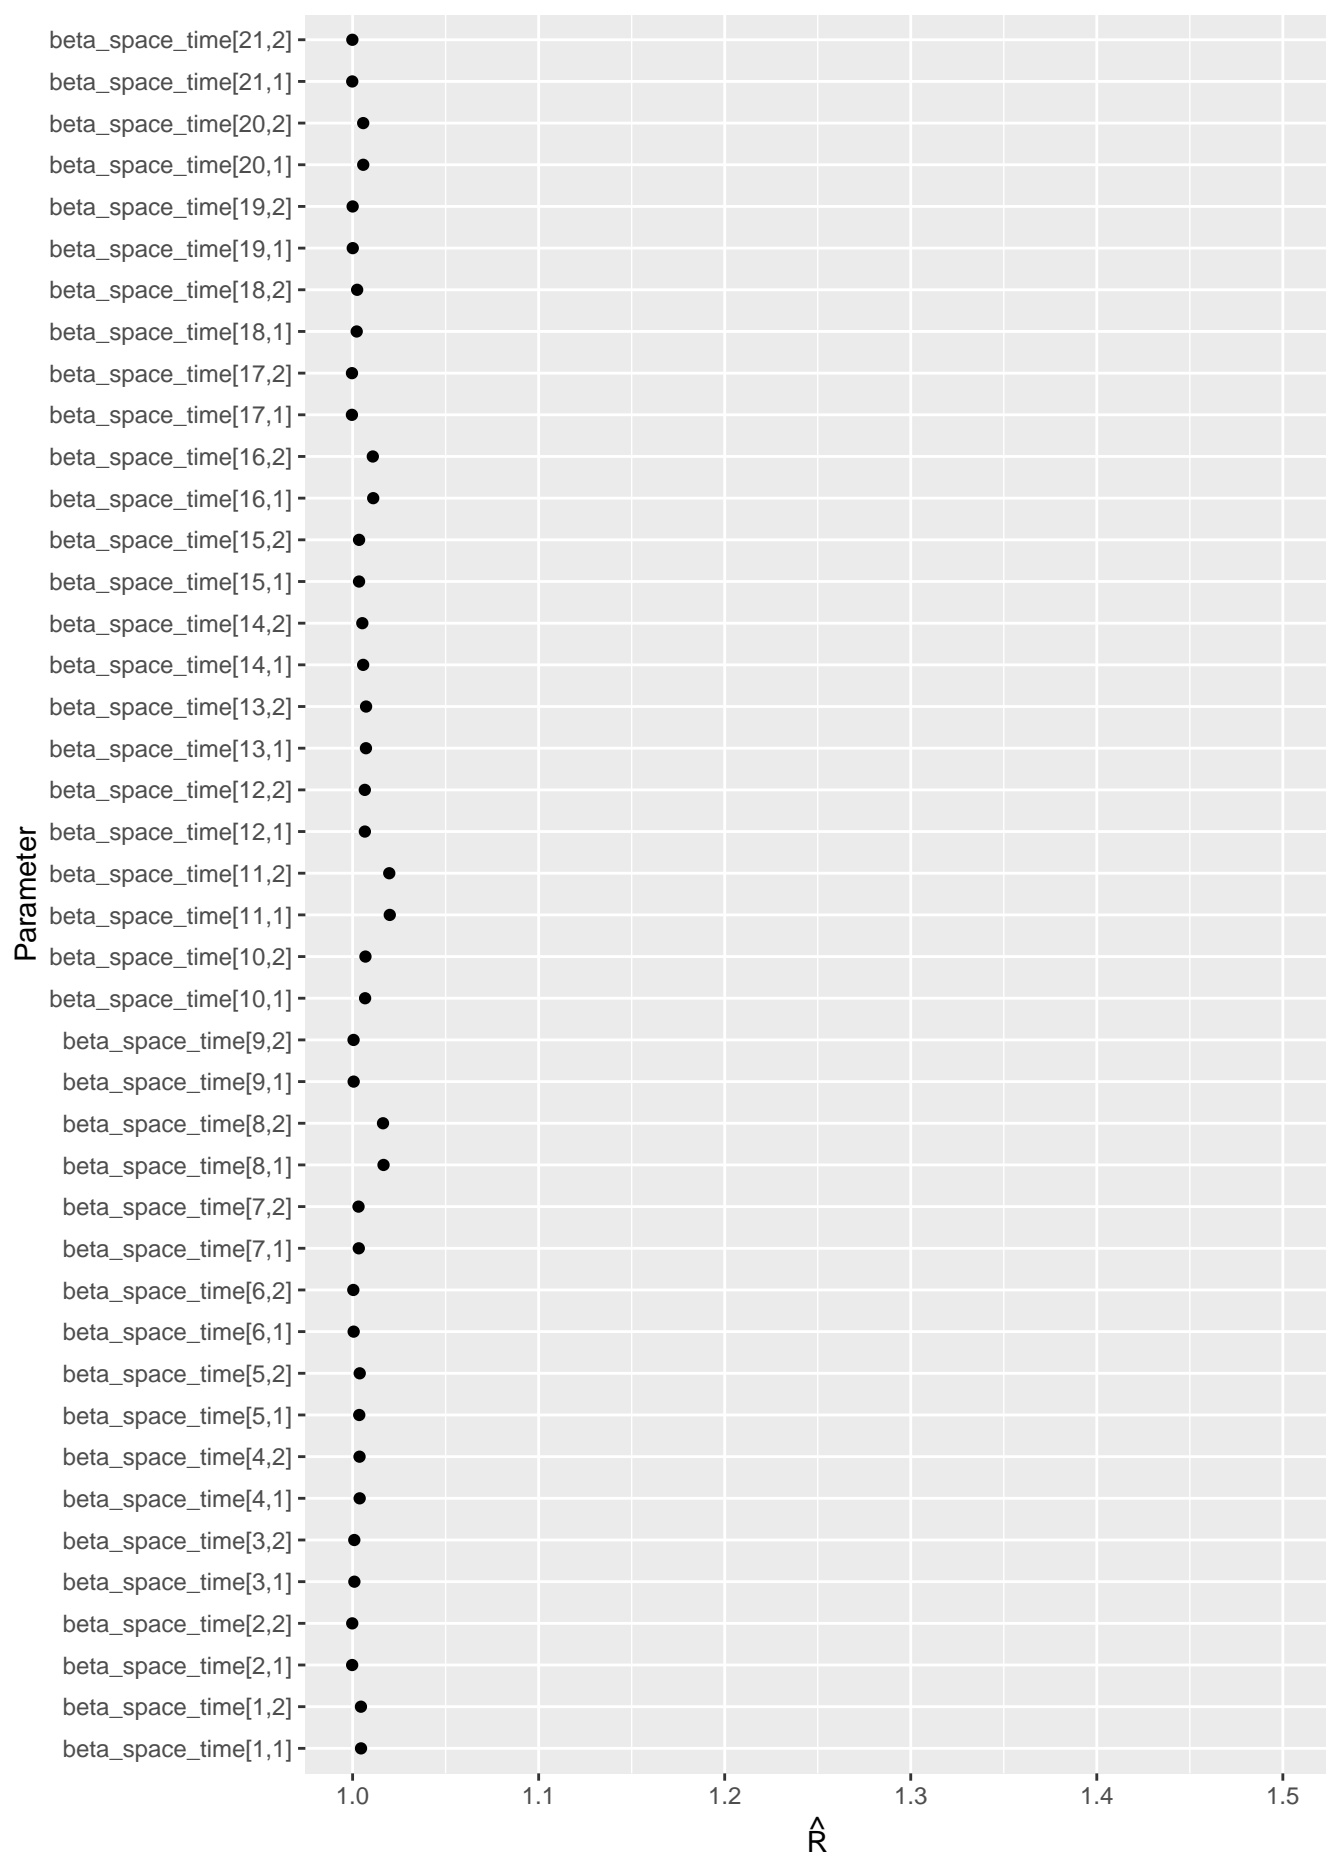 beta_space_time[21,2]
beta_space_time[21,1]
beta_space_time[20,2]
beta_space_time[20,1]
beta_space_time[19,2]
beta_space_time[19,1]
beta_space_time[18,2]
beta_space_time[18,1]
beta_space_time[17,2]
beta_space_time[17,1]
beta_space_time[16,2]
beta_space_time[16,1]
beta_space_time[15,2]
beta_space_time[15,1]
beta_space_time[14,2]
beta_space_time[14,1]
beta_space_time[13,2]
beta_space_time[13,1]
beta_space_time[12,2]
beta_space_time[12,1]
beta_space_time[11,2]
beta_space_time[11,1]
beta_space_time[10,2]
beta_space_time[10,1]
beta_space_time[9,2]
beta_space_time[9,1]
beta_space_time[8,2]
beta_space_time[8,1]
beta_space_time[7,2]
beta_space_time[7,1]
beta_space_time[6,2]
beta_space_time[6,1]
beta_space_time[5,2]
beta_space_time[5,1]
beta_space_time[4,2]
beta_space_time[4,1]
beta_space_time[3,2]
beta_space_time[3,1]
beta_space_time[2,2]
beta_space_time[2,1]
beta_space_time[1,2]
beta_space_time[1,1]
Parameter
1.0 1.1 1.2 1.3 1.4 1.5
R̂